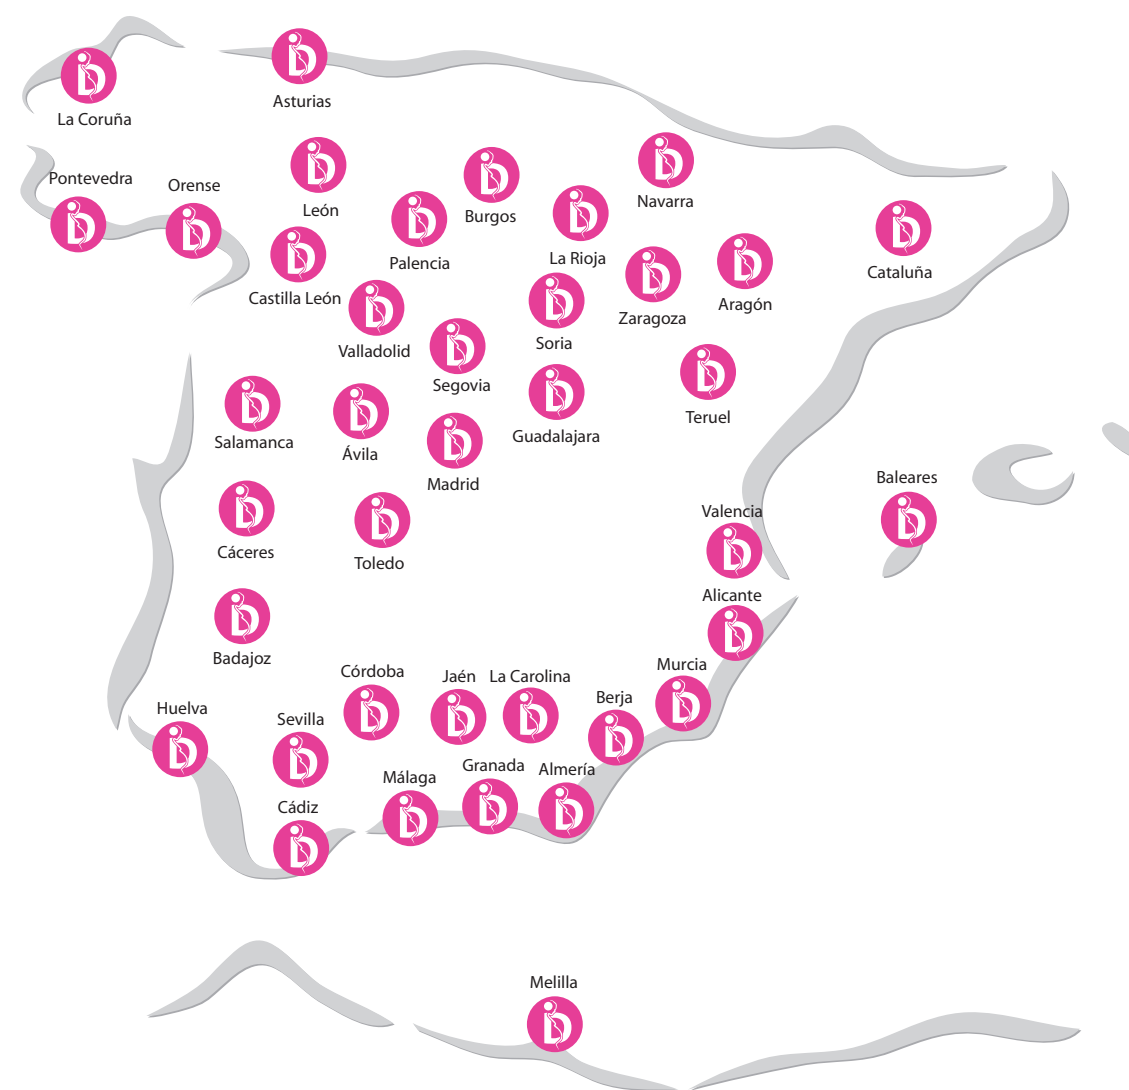 La Coruña
Asturias
Pontevedra
Orense
León
Burgos
Navarra
Palencia
La Rioja
Cataluña
Castilla León
Zaragoza
Aragón
Valladolid
Soria
Segovia
Teruel
Salamanca
Ávila
Guadalajara
Madrid
Baleares
Valencia
Cáceres
Toledo
Alicante
Badajoz
Murcia
Córdoba
Jaén
La Carolina
Berja
Huelva
Sevilla
Málaga
Granada
Almería
Cádiz
Melilla